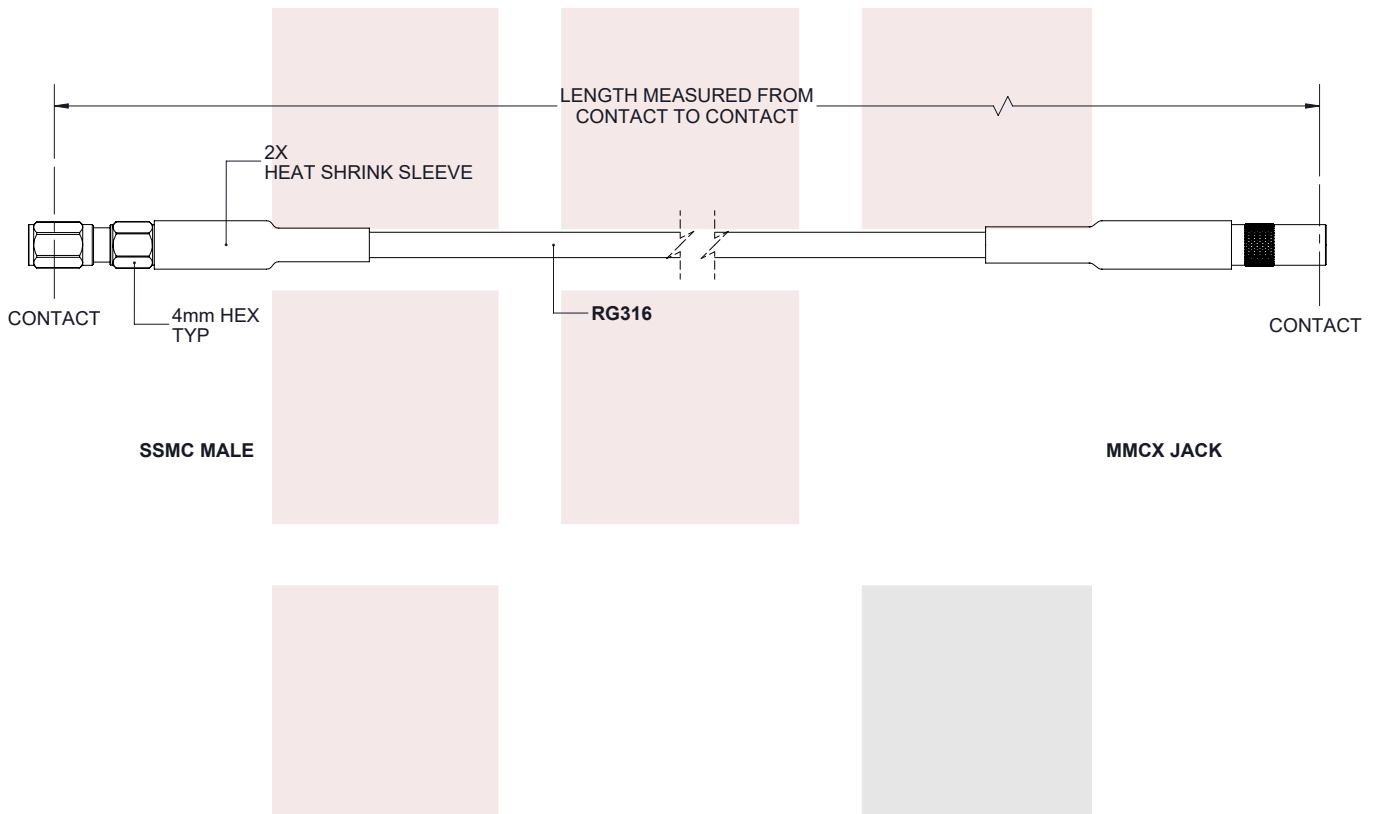 LENGTH MEASURED FROM
CONTACT TO CONTACT
2X
HEAT SHRINK SLEEVE
CONTACT
4mm HEX
TYP
RG316
CONTACT
SSMC MALE
MMCX JACK